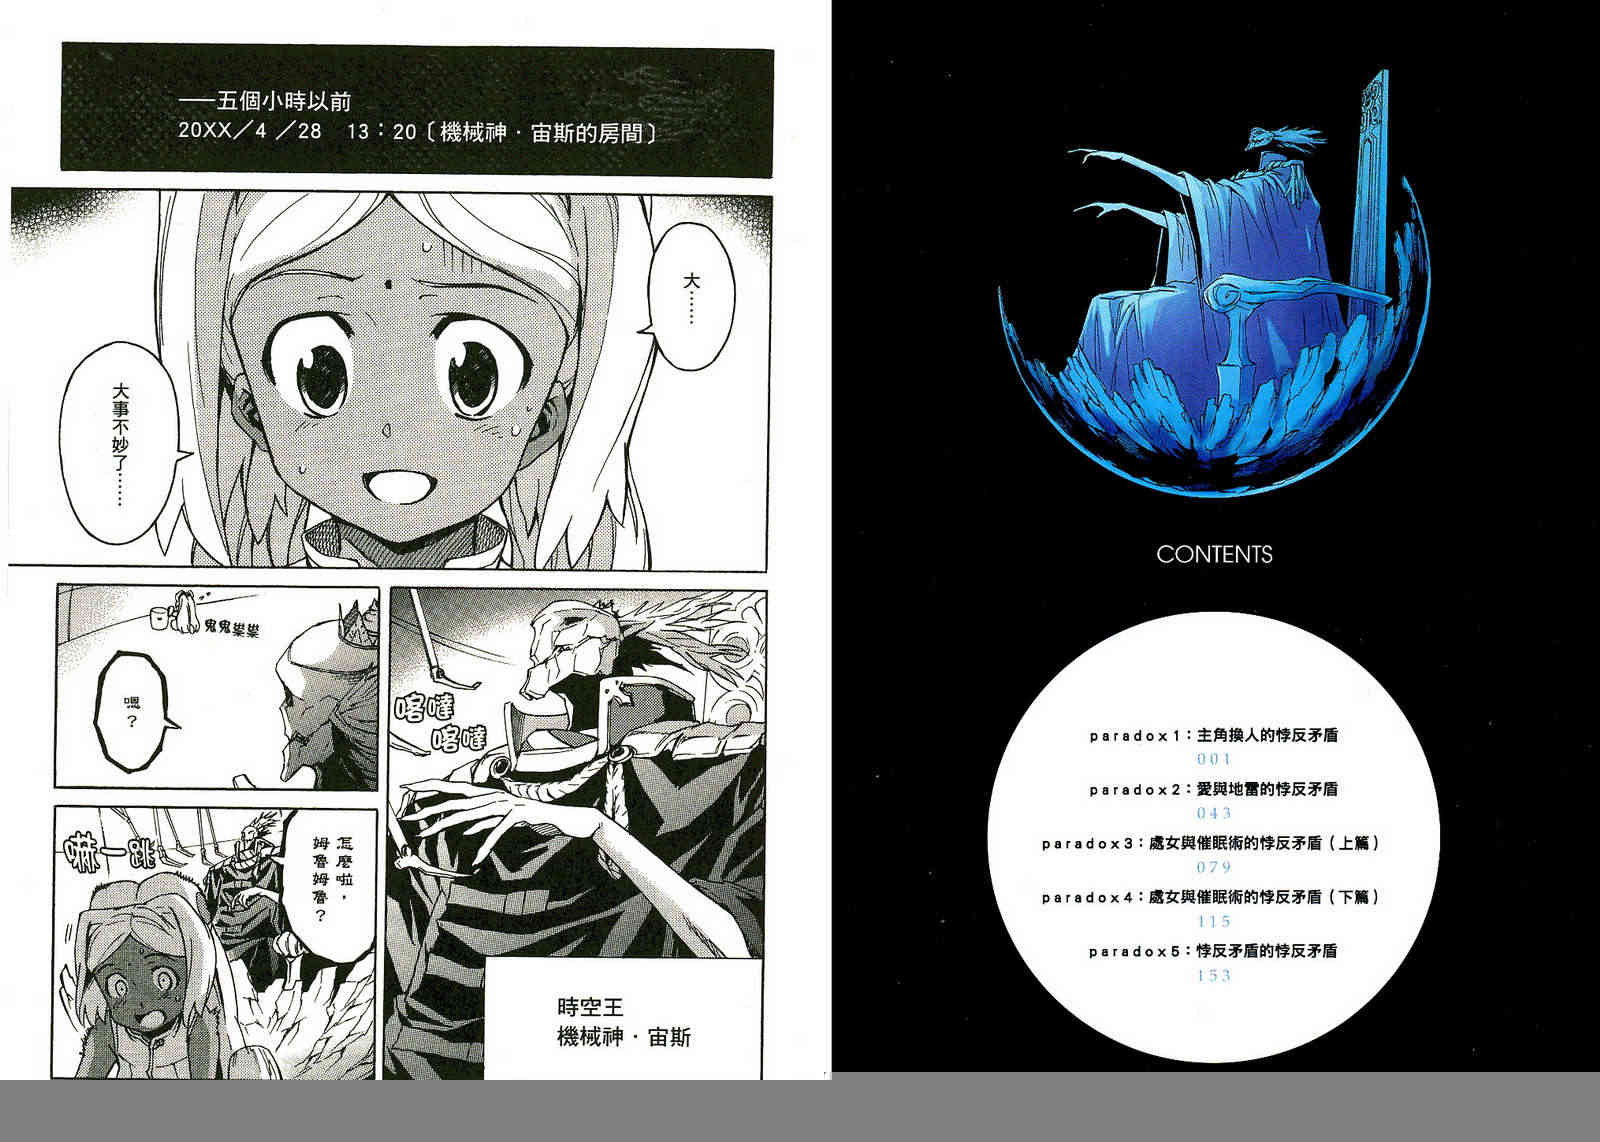 CONTENTS
paradox1：主角換人的悖反矛盾
001
paradox2：愛與地雷的悖反矛盾
043
paradox3：處女與催眠術的悖反矛盾（上篇）
079
paradox4：處女與催眠術的悖反矛盾（下篇）
115
paradox5：悖反矛盾的悖反矛盾
153
——五個小時以前
20XX／4／28　13：20〔機械神・宙斯的房間〕
大……
大事不妙了……
喀噠
喀噠
時空王
機械神・宙斯
鬼鬼祟祟
嗯？
怎麼啦，
姆魯姆魯？
嚇一跳